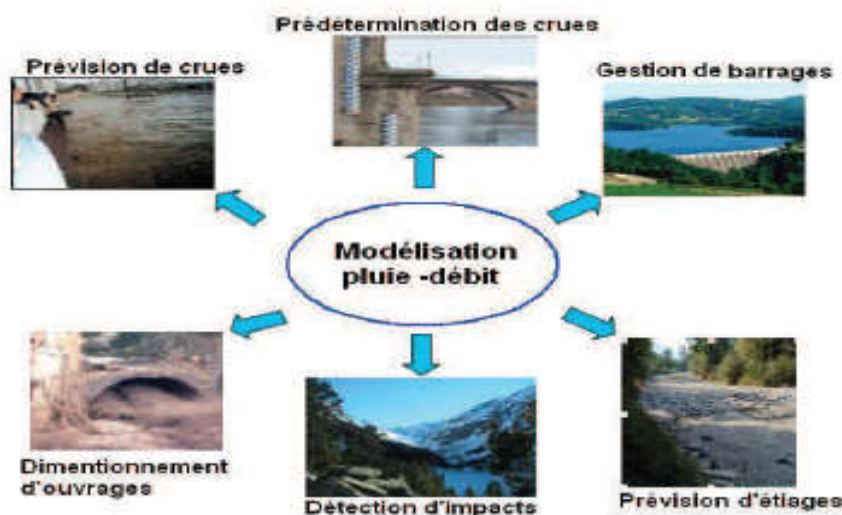 Prédétermination des crues
Prévision de crues
Gestion de barrages
Modélisation
pluie -débit
Dimentionnement
d'ouvrages
Détection d'impacts
Prévision d'étiages